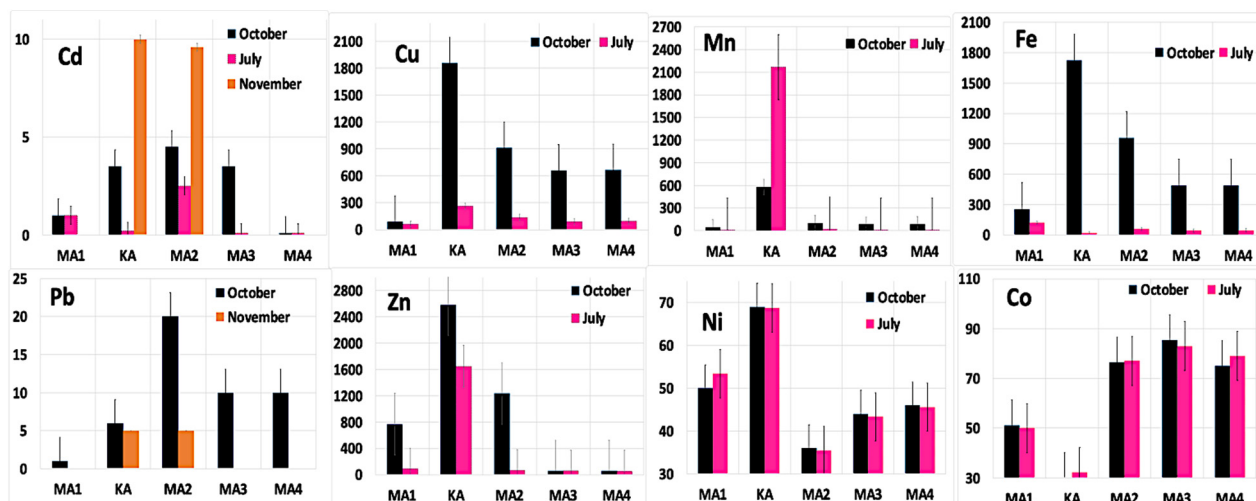 Cd
October
July
November
10
5
0
MA1 KA MA2 MA3 MA4
Cu
October July
2100
1800
1500
1200
900
600
300
0
MA1 KA MA2 MA3 MA4
Mn
October July
2700
2400
2100
1800
1500
1200
900
600
300
0
MA1 KA MA2 MA3 MA4
Fe
October July
2100
1800
1500
1200
900
600
300
0
MA1 KA MA2 MA3 MA4
Pb
October
November
25
20
15
10
5
0
MA1 KA MA2 MA3 MA4
Zn
October
July
2800
2400
2000
1600
1200
800
400
0
MA1 KA MA2 MA3 MA4
Ni
October
July
70
60
50
40
30
MA1 KA MA2 MA3 MA4
Co
October July
110
90
70
50
30
MA1 KA MA2 MA3 MA4